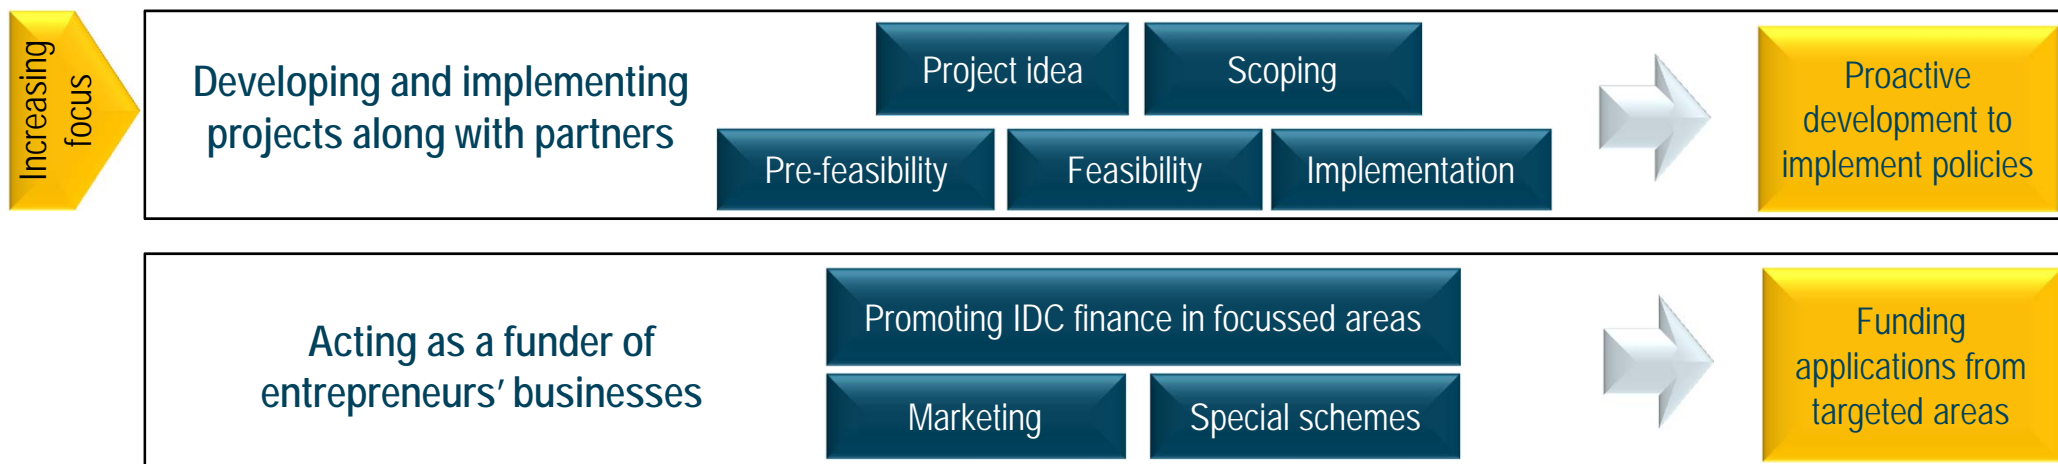 Increasing
focus
Developing and implementing
projects along with partners
Project idea
Scoping
Pre-feasibility
Feasibility
Implementation
Proactive
development to
implement policies
Acting as a funder of
entrepreneurs’ businesses
Promoting IDC finance in focussed areas
Marketing
Special schemes
Funding
applications from
targeted areas